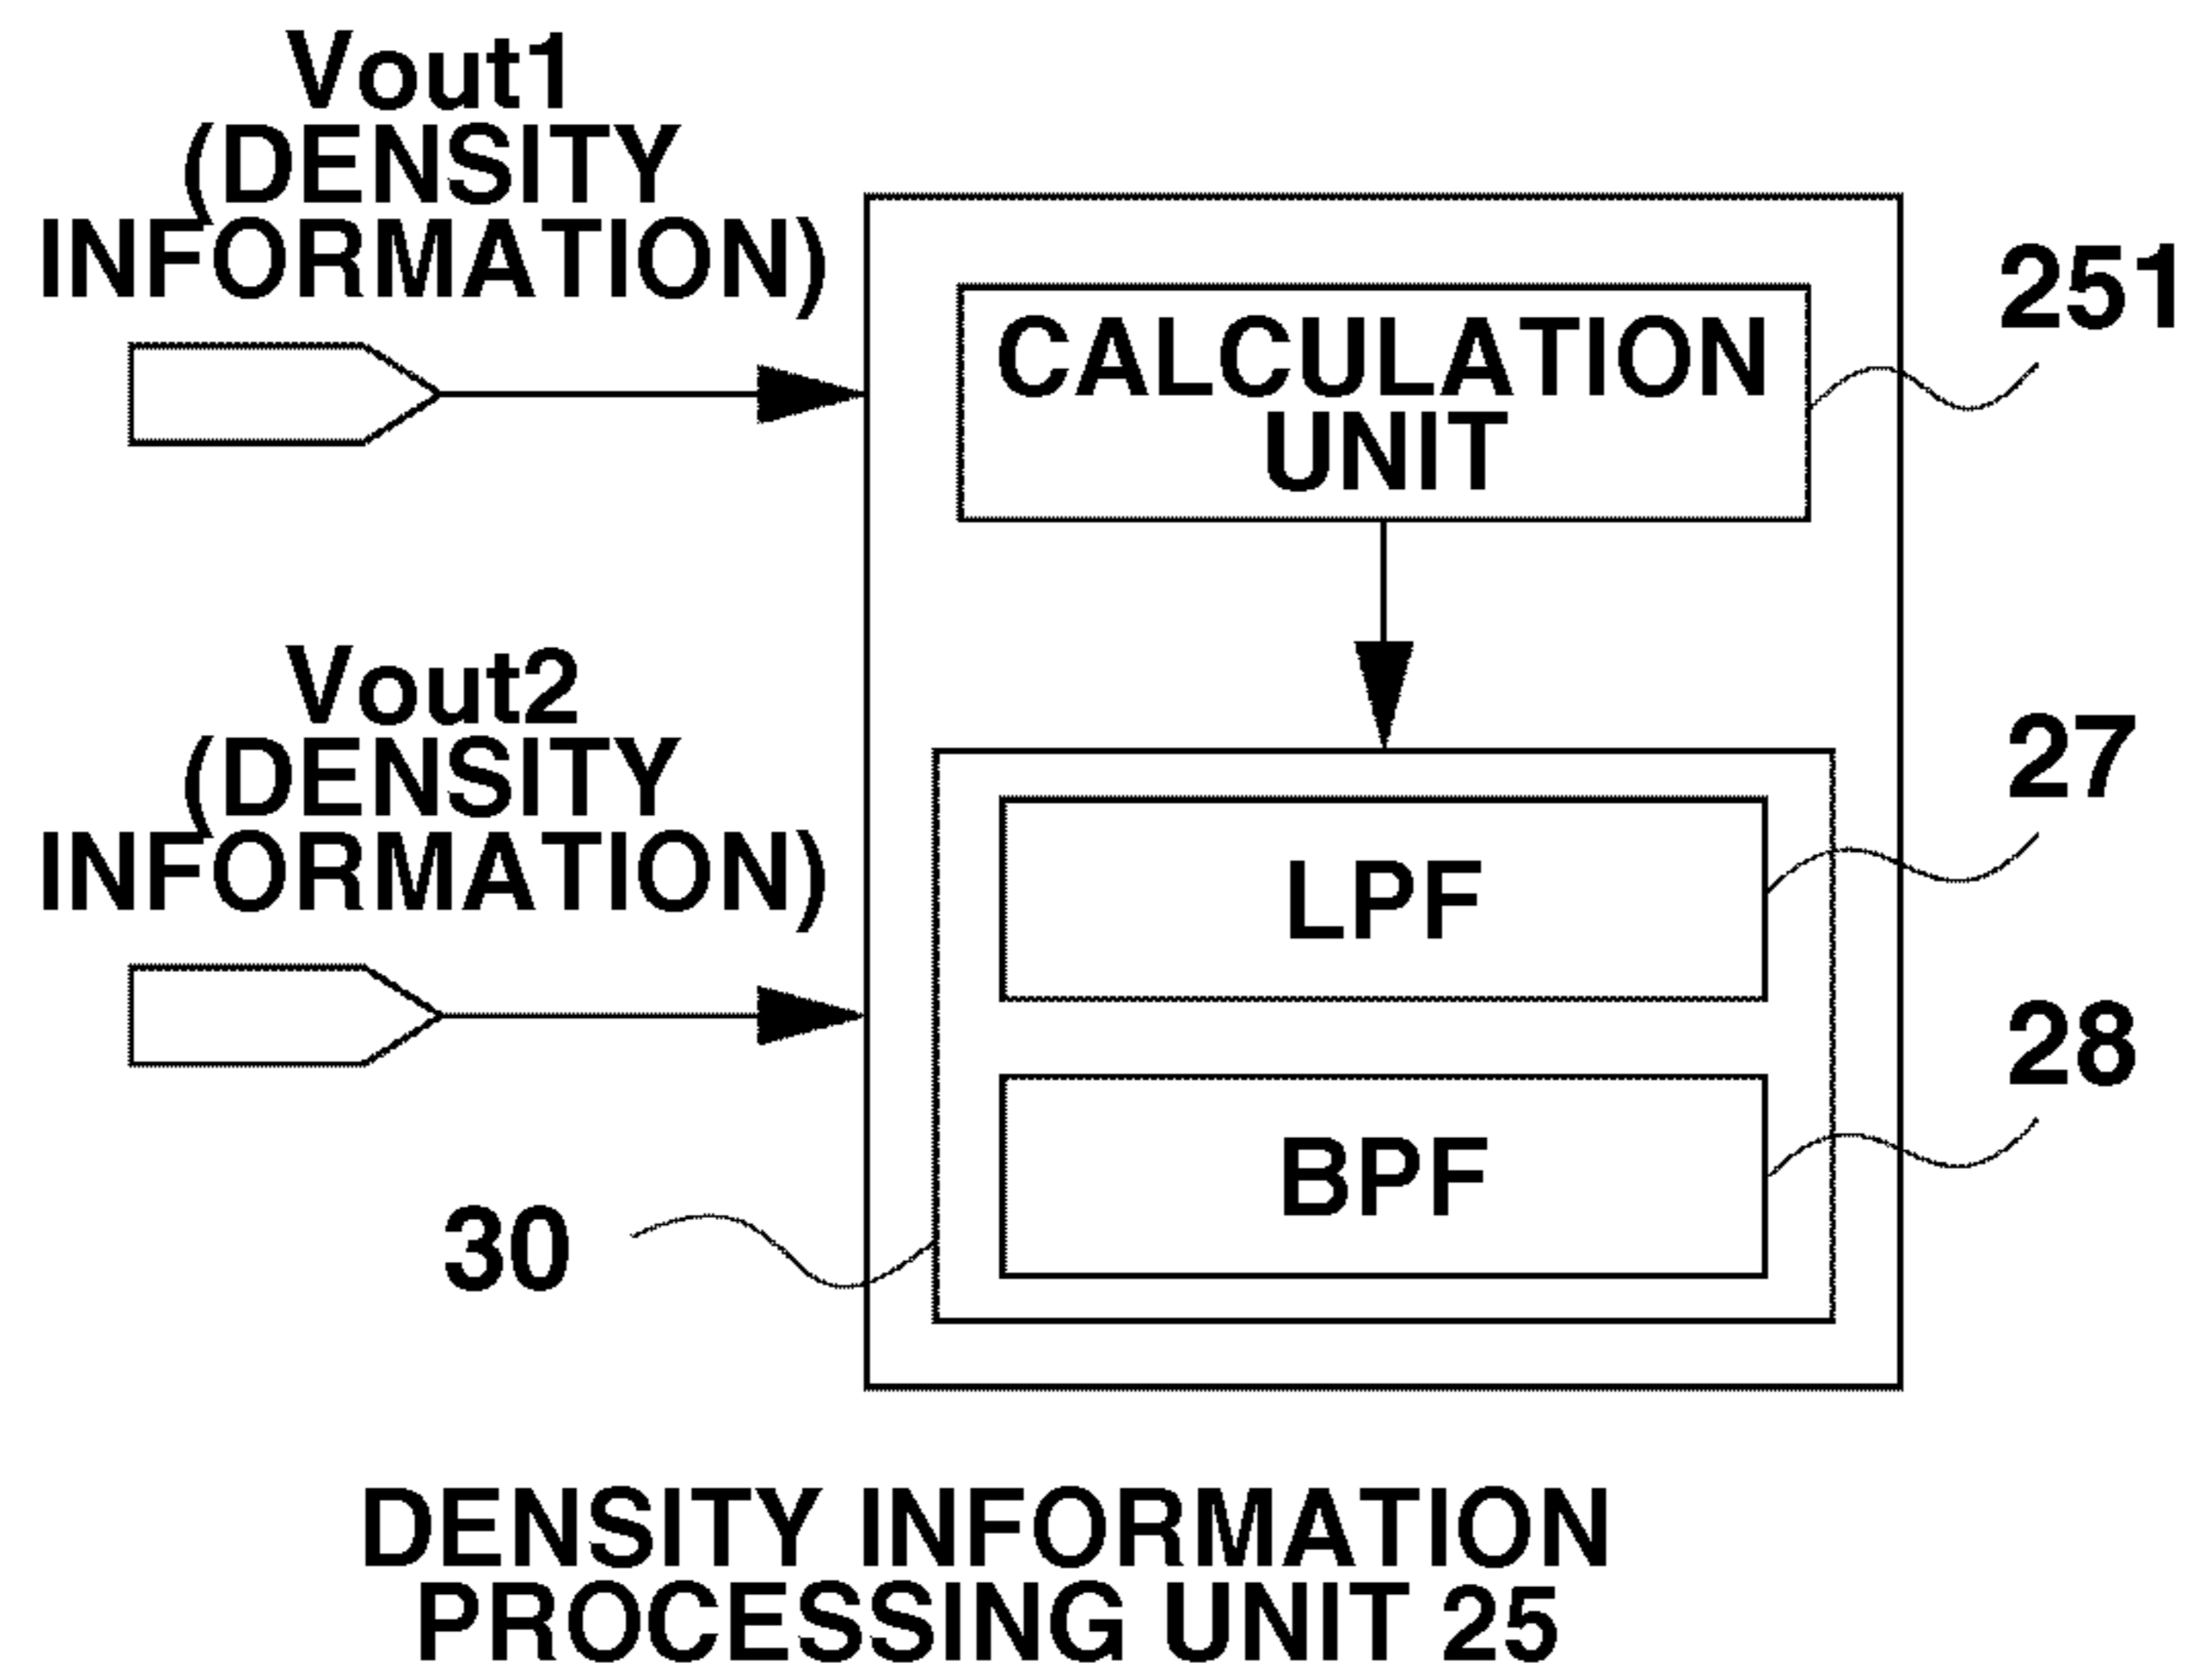 Vout1
(DENSITY
INFORMATION)
CALCULATION
UNIT
251
Vout2
(DENSITY
INFORMATION)
27
LPF
28
BPF
30
DENSITY INFORMATION
PROCESSING UNIT 25